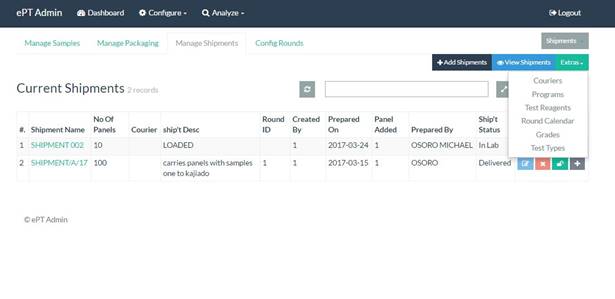 ePT Admin Dashboard Configure Analyze Logout
Manage Samples Manage Packaging Manage Shipments Config Rounds Shipments
Add Shipments View Shipments Extras
Couriers
Programs
Test Reagents
Round Calendar
Grades
Test Types
Current Shipments 2 records
#. Shipment Name No Of Panels Courier ship't Desc Round ID Created By Prepared On Panel Added Prepared By Ship't Status
1 SHIPMENT 002 10 LOADED 1 2017-03-24 1 OSORO MICHAEL In Lab
2 SHIPMENT/A/17 100 carries panels with samples one to kajiado 1 1 2017-03-15 1 OSORO Delivered
© ePT Admin